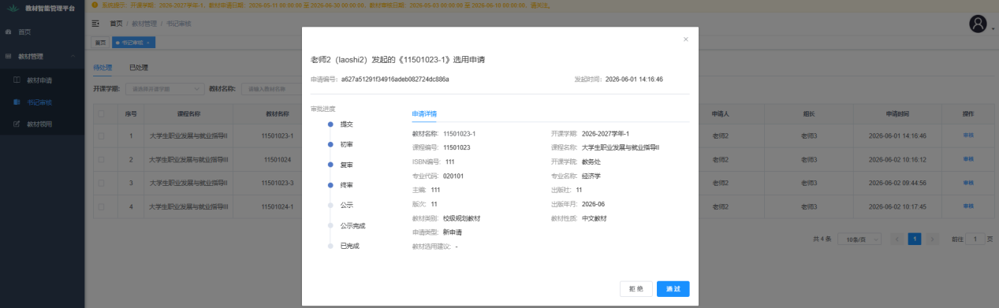 教材智能管理平台
系统提示：开课学期：2026-2027学年-1，教材申请日期：2026-05-11 00:00:00 至 2026-06-30 00:00:00，教材审核日期：2026-05-03 00:00:00 至 2026-06-10 00:00:00，请关注。
首页
教材管理
教材申请
书记审核
教材领用
首页 / 教材管理 / 书记审核
首页 书记审核 ×
待处理 已处理
开课学期： 请选择开课学期 教材名称： 请输入教材名称
序号 课程名称 教材名称 申请人 组长 申请时间 操作
1 大学生职业发展与就业指导II 11501023-1 老师2 老师3 2026-06-01 14:16:46 审核
2 大学生职业发展与就业指导III 11501024 老师2 老师3 2026-06-02 10:16:12 审核
3 大学生职业发展与就业指导II 11501023-3 老师2 老师3 2026-06-02 09:44:56 审核
4 大学生职业发展与就业指导III 11501024-1 老师2 老师3 2026-06-02 10:17:45 审核
共 4 条 10条/页 1 前往 1 页
×
老师2（laoshi2）发起的《11501023-1》选用申请
申请编号： a627a51291f34916adeb082724dc886a 发起时间： 2026-06-01 14:16:46
审批进度
提交
初审
复审
终审
公示
公示完成
已完成
申请详情
教材名称： 11501023-1 开课学期： 2026-2027学年-1
课程编号： 11501023 课程名称： 大学生职业发展与就业指导II
ISBN编号： 111 开课学院： 教务处
专业代码： 020101 专业名称： 经济学
主编： 111 出版社： 11
版次： 11 出版年月： 2026-06
教材类别： 校级规划教材 教材性质： 中文教材
申请类型： 新申请
教材选用建议： -
拒 绝 通 过